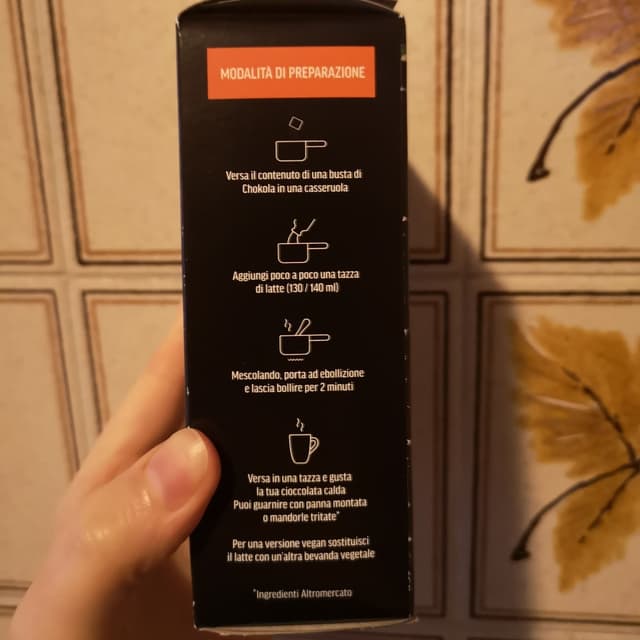 MODALITÀ DI PREPARAZIONE
Versa il contenuto di una busta di
Chokola in una casseruola
Aggiungi poco a poco una tazza
di latte (130 / 140 ml)
Mescolando, porta ad ebollizione
e lascia bollire per 2 minuti
Versa in una tazza e gusta
la tua cioccolata calda
Puoi guarnire con panna montata
o mandorle tritate*
Per una versione vegan sostituisci
il latte con un'altra bevanda vegetale
*Ingredienti Altromercato